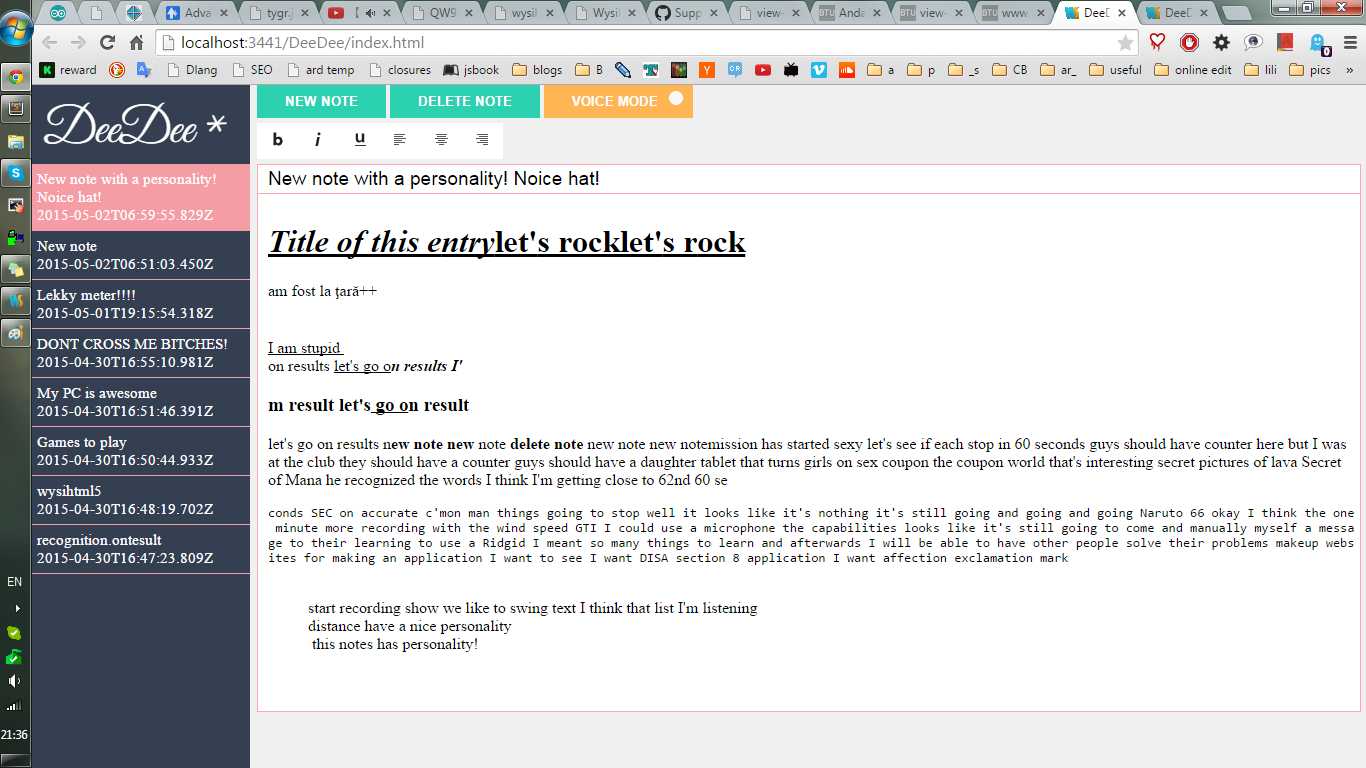 Adva
tygr.j
QW9
wysi
Wysil
Supp
view-
BTU Anda
BTU view-
BTU www
DeeD
DeeD
localhost:3441/DeeDee/index.html
0
reward
Dlang
SEO
ard temp
closures
jsbook
blogs
B
Y
CR
a
p
_s
CB
ar_
useful
online edit
lili
pics
»
DeeDee *
NEW NOTE
DELETE NOTE
VOICE MODE
b i u
New note with a personality!
Noice hat!
2015-05-02T06:59:55.829Z
New note
2015-05-02T06:51:03.450Z
Lekky meter!!!!
2015-05-01T19:15:54.318Z
DONT CROSS ME BITCHES!
2015-04-30T16:55:10.981Z
My PC is awesome
2015-04-30T16:51:46.391Z
Games to play
2015-04-30T16:50:44.933Z
wysihtml5
2015-04-30T16:48:19.702Z
recognition.ontesult
2015-04-30T16:47:23.809Z
New note with a personality! Noice hat!
Title of this entrylet's rocklet's rock
am fost la ţară++
I am stupid
on results let's go on results I'
m result let's go on result
let's go on results new note new note delete note new note new notemission has started sexy let's see if each stop in 60 seconds guys should have counter here but I was
at the club they should have a counter guys should have a daughter tablet that turns girls on sex coupon the coupon world that's interesting secret pictures of lava Secret
of Mana he recognized the words I think I'm getting close to 62nd 60 se
conds SEC on accurate c'mon man things going to stop well it looks like it's nothing it's still going and going and going Naruto 66 okay I think the one
minute more recording with the wind speed GTI I could use a microphone the capabilities looks like it's still going to come and manually myself a messa
ge to their learning to use a Ridgid I meant so many things to learn and afterwards I will be able to have other people solve their problems makeup webs
ites for making an application I want to see I want DISA section 8 application I want affection exclamation mark
start recording show we like to swing text I think that list I'm listening
distance have a nice personality
this notes has personality!
EN
21:36